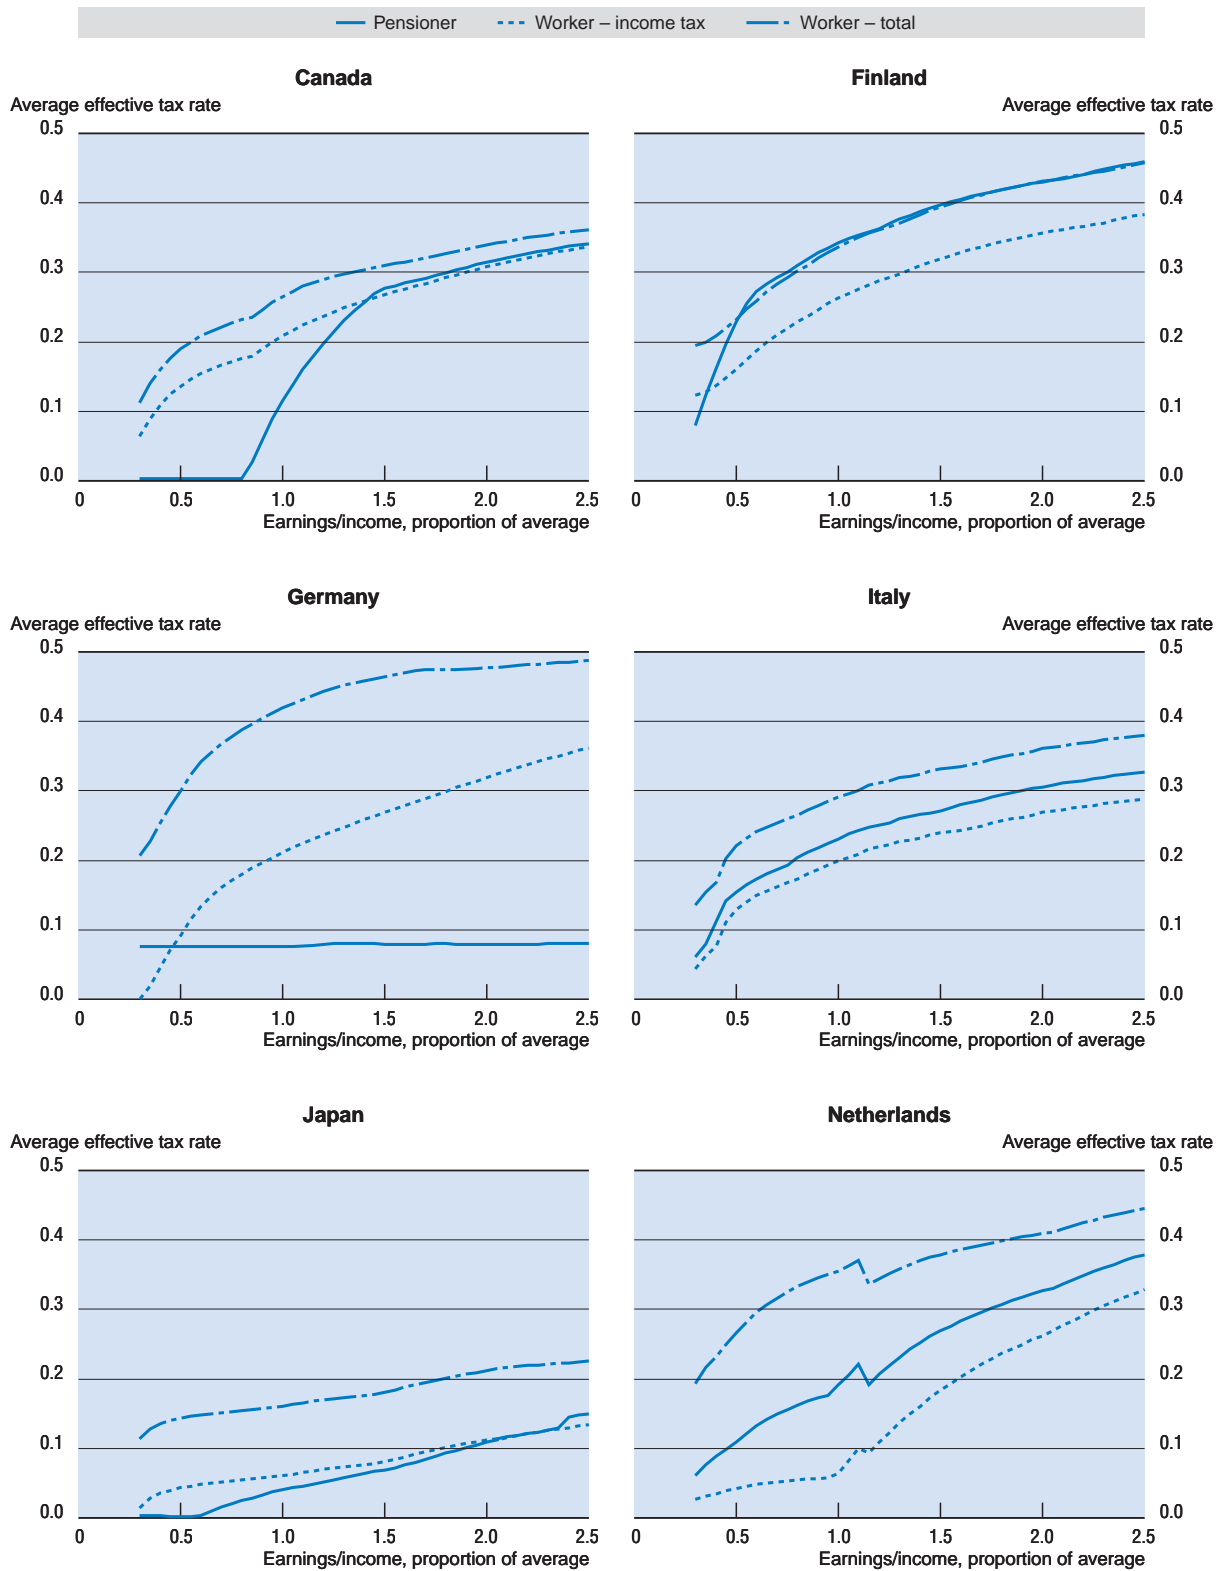 Pensioner Worker – income tax Worker – total
Canada
Average effective tax rate
0.5
0.4
0.3
0.2
0.1
0.0
0 0.5 1.0 1.5 2.0 2.5
Earnings/income, proportion of average
Finland
Average effective tax rate
0.5
0.4
0.3
0.2
0.1
0.0
0 0.5 1.0 1.5 2.0 2.5
Earnings/income, proportion of average
Germany
Average effective tax rate
0.5
0.4
0.3
0.2
0.1
0.0
0 0.5 1.0 1.5 2.0 2.5
Earnings/income, proportion of average
Italy
Average effective tax rate
0.5
0.4
0.3
0.2
0.1
0.0
0 0.5 1.0 1.5 2.0 2.5
Earnings/income, proportion of average
Japan
Average effective tax rate
0.5
0.4
0.3
0.2
0.1
0.0
0 0.5 1.0 1.5 2.0 2.5
Earnings/income, proportion of average
Netherlands
Average effective tax rate
0.5
0.4
0.3
0.2
0.1
0.0
0 0.5 1.0 1.5 2.0 2.5
Earnings/income, proportion of average